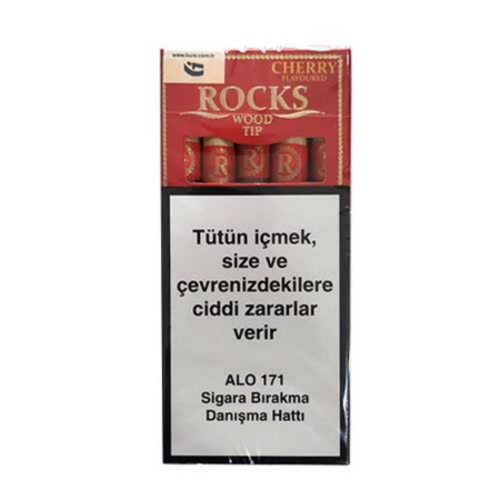 www.buie.com.tr
CHERRY
FLAVOURED
ROCKS
WOOD
TIP
R R R
Tütün içmek,
size ve
çevrenizdekilere
ciddi zararlar
verir
ALO 171
Sigara Bırakma
Danışma Hattı